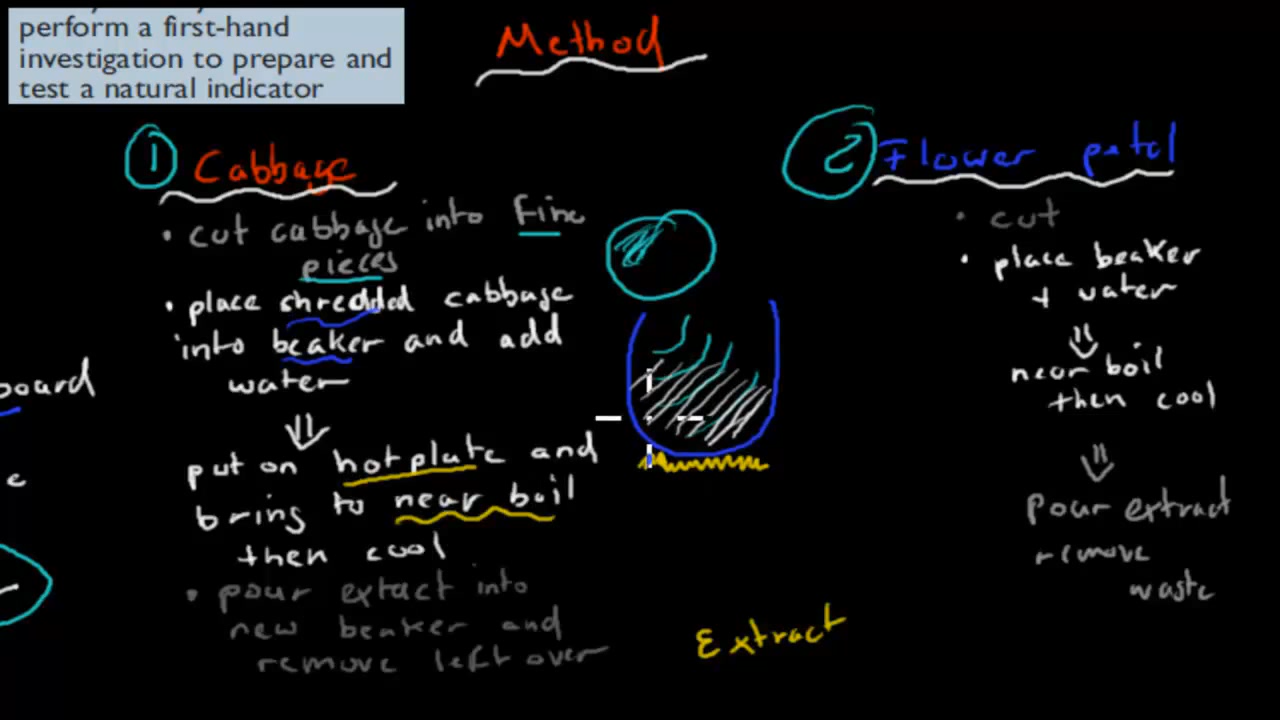 perform a first-hand
investigation to prepare and
test a natural indicator
Method
1 Cabbage
• cut cabbage into fine
pieces
• place shredded cabbage
into beaker and add
water
⇓
put on hotplate and
bring to near boil
then cool
• pour extact into
new beaker and
remove left over
Extract
2 Flower petal
• cut
• place beaker
+ water
⇓
near boil
then cool
⇓
pour extract
remove
waste
board